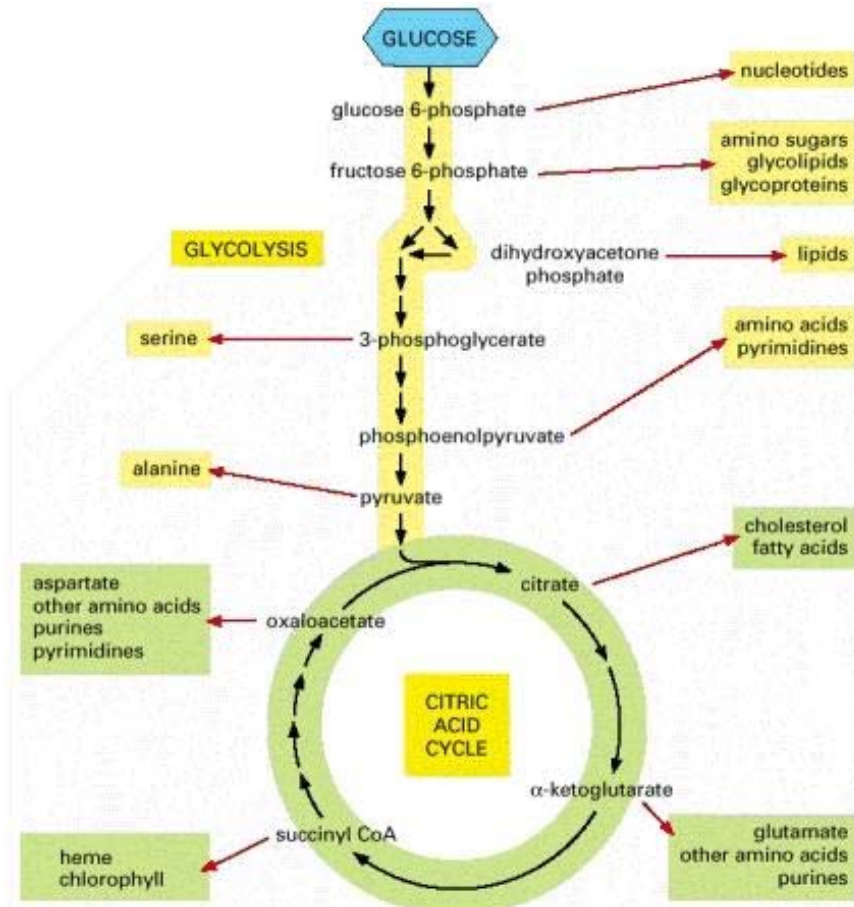 GLUCOSE
nucleotides
glucose 6-phosphate
amino sugars
glycolipids
glycoproteins
fructose 6-phosphate
GLYCOLYSIS
dihydroxyacetone
phosphate
lipids
serine
3-phosphoglycerate
amino acids
pyrimidines
phosphoenolpyruvate
alanine
pyruvate
cholesterol
fatty acids
citrate
aspartate
other amino acids
purines
pyrimidines
oxaloacetate
CITRIC
ACID
CYCLE
α-ketoglutarate
succinyl CoA
heme
chlorophyll
glutamate
other amino acids
purines